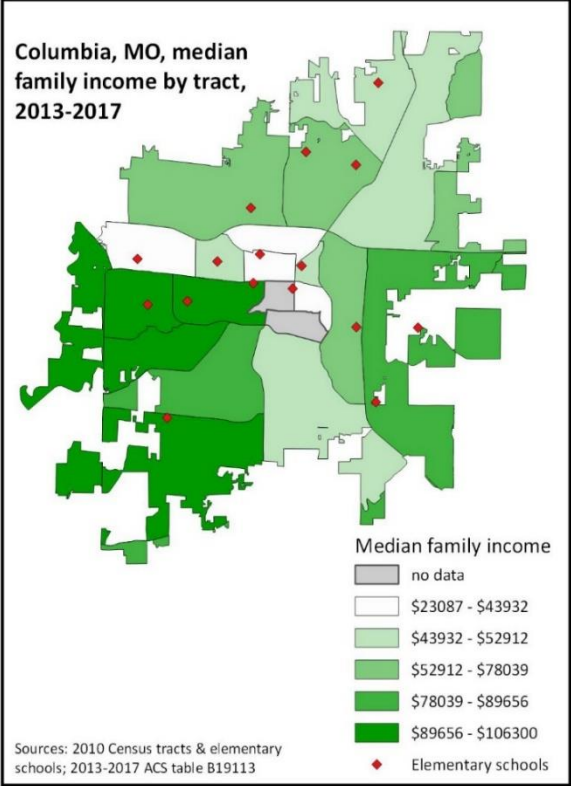 Columbia, MO, median
family income by tract,
2013-2017
Median family income
no data
$23087 - $43932
$43932 - $52912
$52912 - $78039
$78039 - $89656
$89656 - $106300
Elementary schools
Sources: 2010 Census tracts & elementary
schools; 2013-2017 ACS table B19113